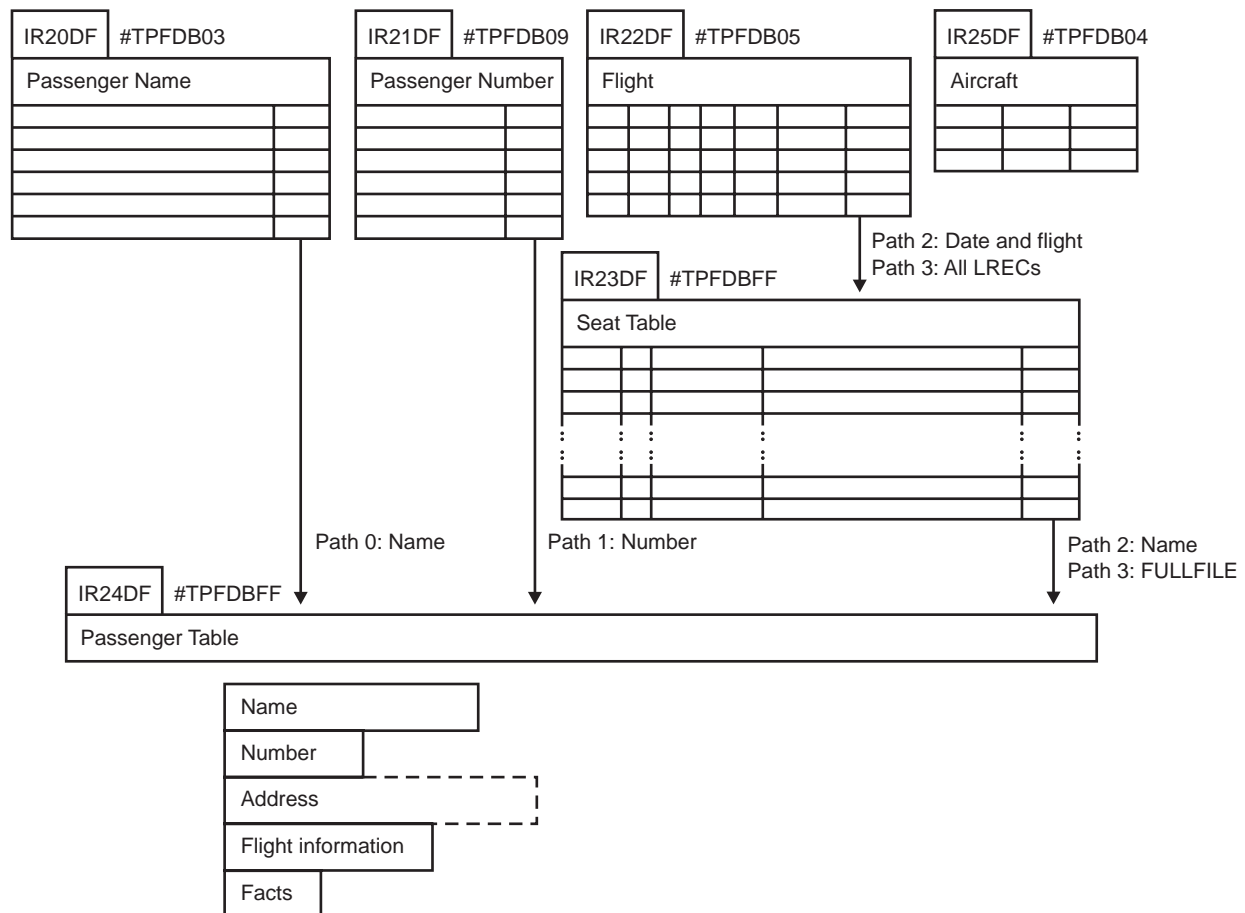 IR20DF #TPFDB03
Passenger Name
IR21DF #TPFDB09
Passenger Number
IR22DF #TPFDB05
Flight
IR25DF #TPFDB04
Aircraft
Path 2: Date and flight
Path 3: All LRECs
IR23DF #TPFDBFF
Seat Table
Path 0: Name
Path 1: Number
Path 2: Name
Path 3: FULLFILE
IR24DF #TPFDBFF
Passenger Table
Name
Number
Address
Flight information
Facts